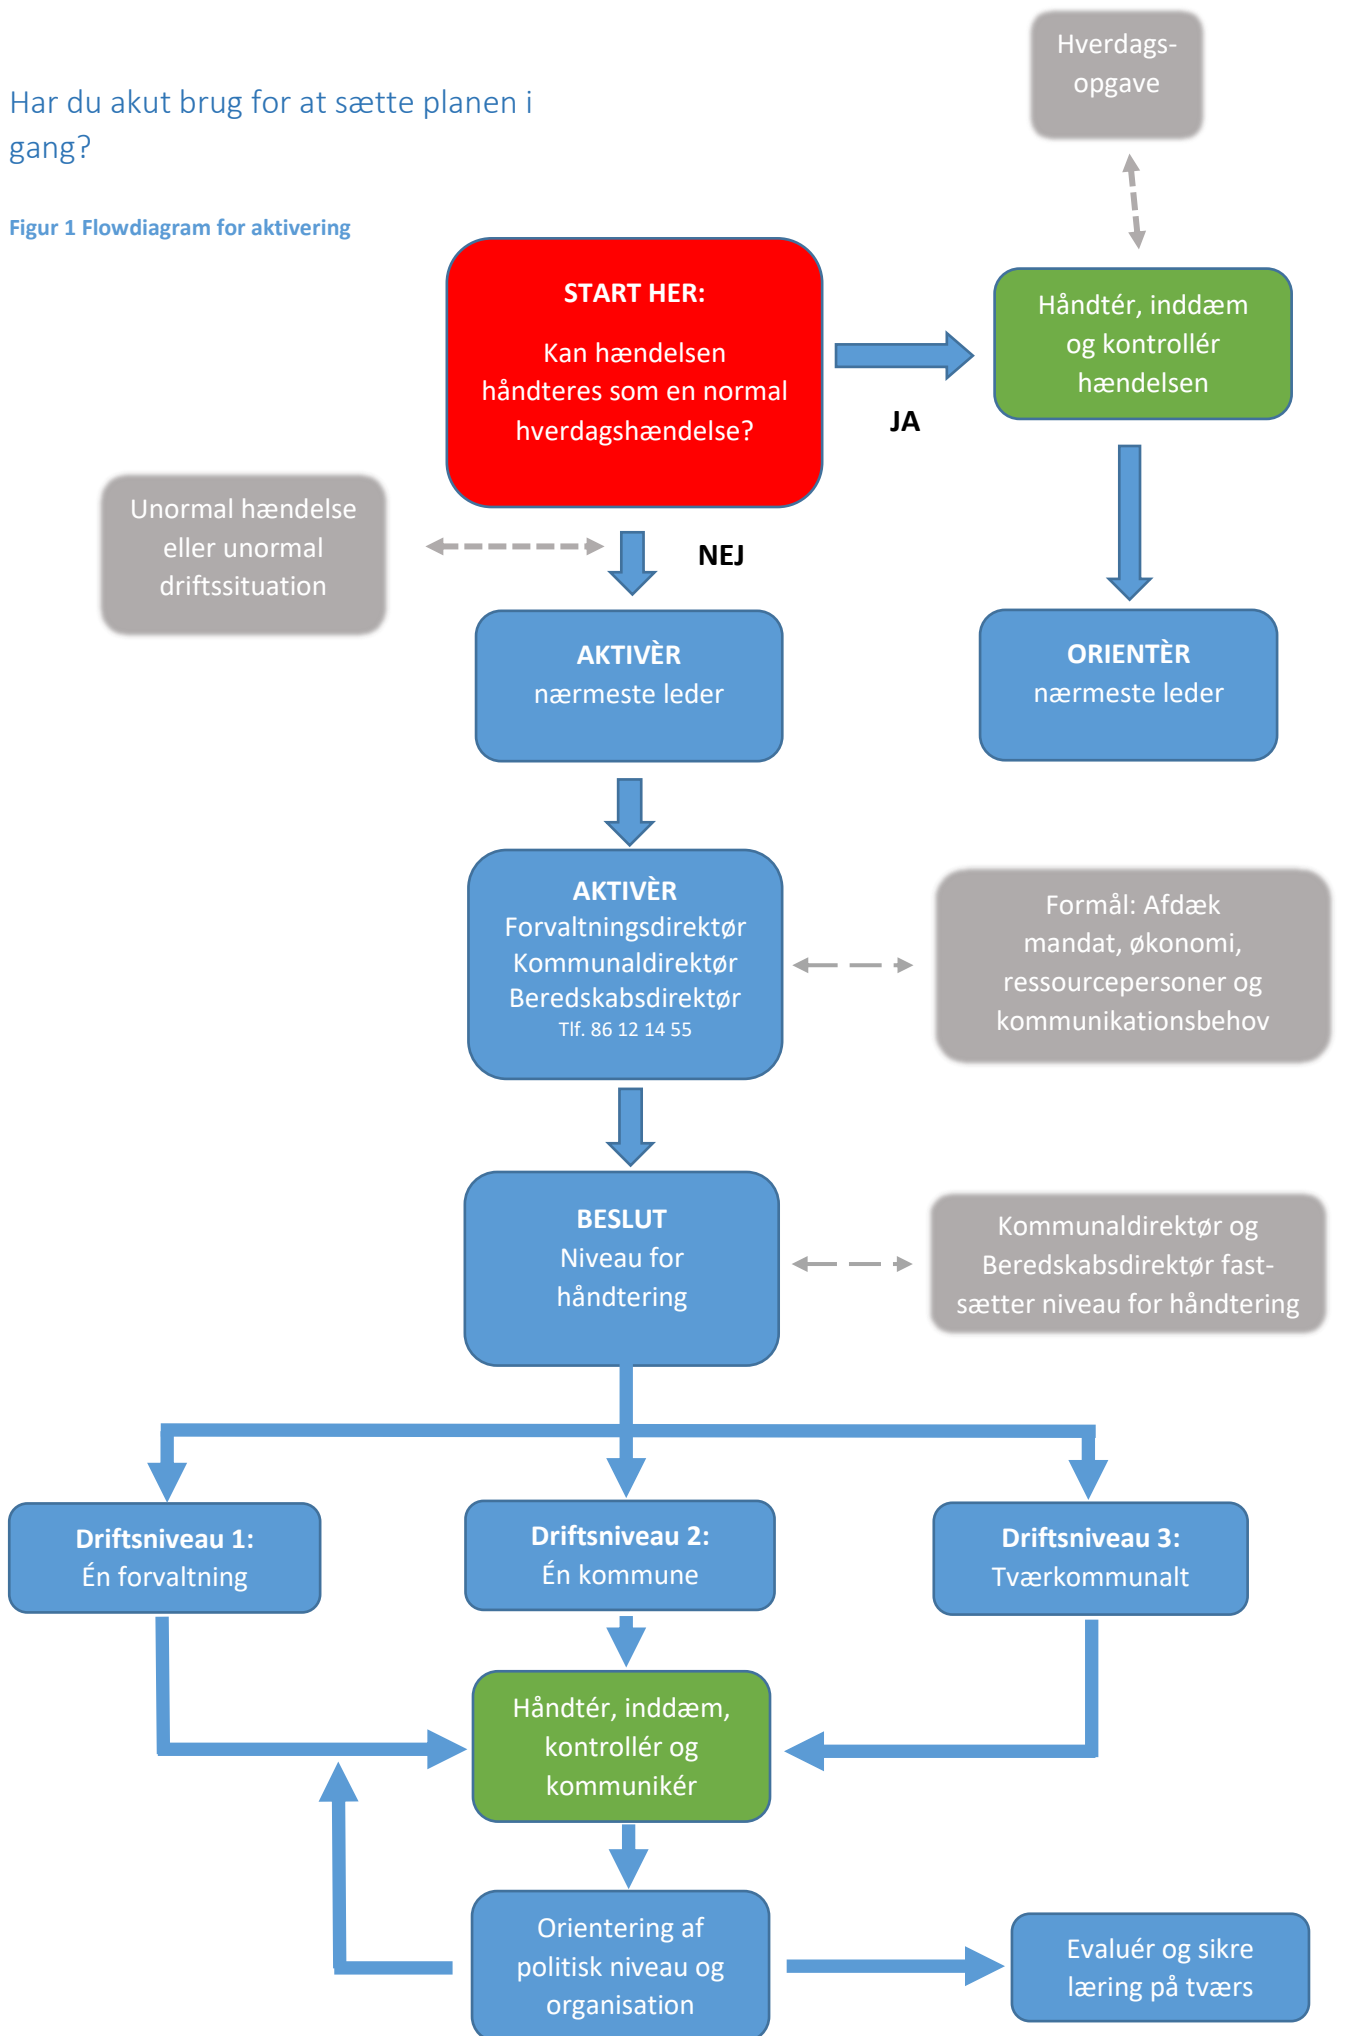 Har du akut brug for at sætte planen i
gang?
Figur 1 Flowdiagram for aktivering
Hverdags-
opgave
START HER:
Kan hændelsen
håndteres som en normal
hverdagshændelse?
JA
Håndtér, inddæm
og kontrollér
hændelsen
Unormal hændelse
eller unormal
driftssituation
NEJ
AKTIVÈR
nærmeste leder
ORIENTÈR
nærmeste leder
AKTIVÈR
Forvaltningsdirektør
Kommunaldirektør
Beredskabsdirektør
Tlf. 86 12 14 55
Formål: Afdæk
mandat, økonomi,
ressourcepersoner og
kommunikationsbehov
BESLUT
Niveau for
håndtering
Kommunaldirektør og
Beredskabsdirektør fast-
sætter niveau for håndtering
Driftsniveau 1:
Én forvaltning
Driftsniveau 2:
Én kommune
Driftsniveau 3:
Tværkommunalt
Håndtér, inddæm,
kontrollér og
kommunikér
Orientering af
politisk niveau og
organisation
Evaluér og sikre
læring på tværs